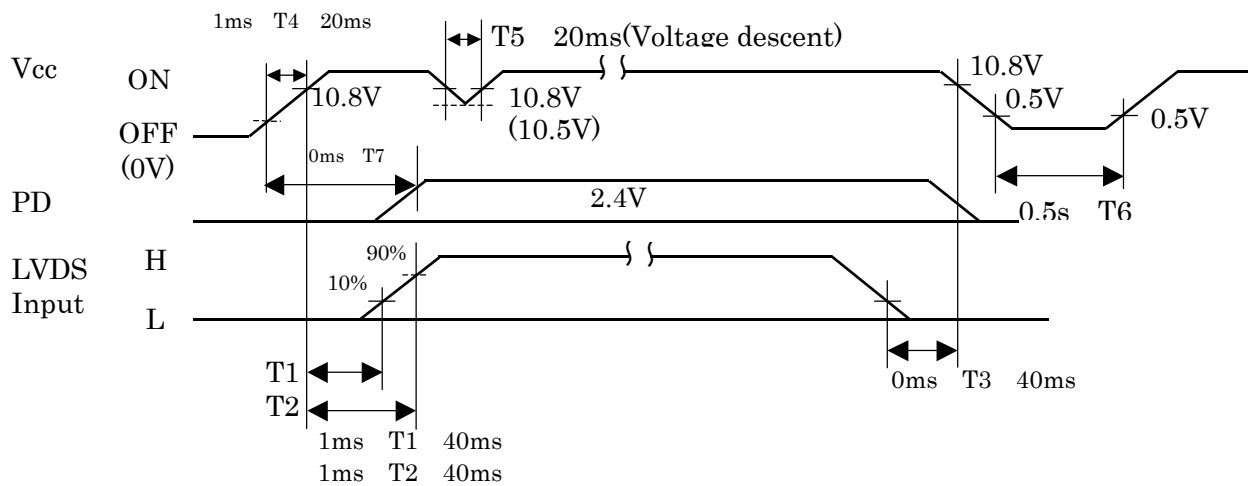 1ms T4 20ms
T5 20ms(Voltage descent)
Vcc
ON
10.8V
10.8V
(10.5V)
10.8V
0.5V
0.5V
OFF
(0V)
0ms T7
PD
2.4V
0.5s T6
LVDS
Input
H
90%
10%
L
T1
T2
0ms T3 40ms
1ms T1 40ms
1ms T2 40ms